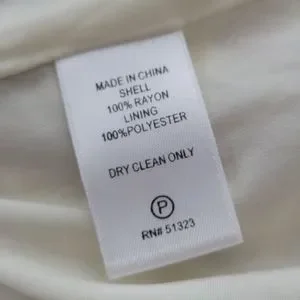 MADE IN CHINA
SHELL
100% RAYON
LINING
100%POLYESTER
DRY CLEAN ONLY
P
RN# 51323